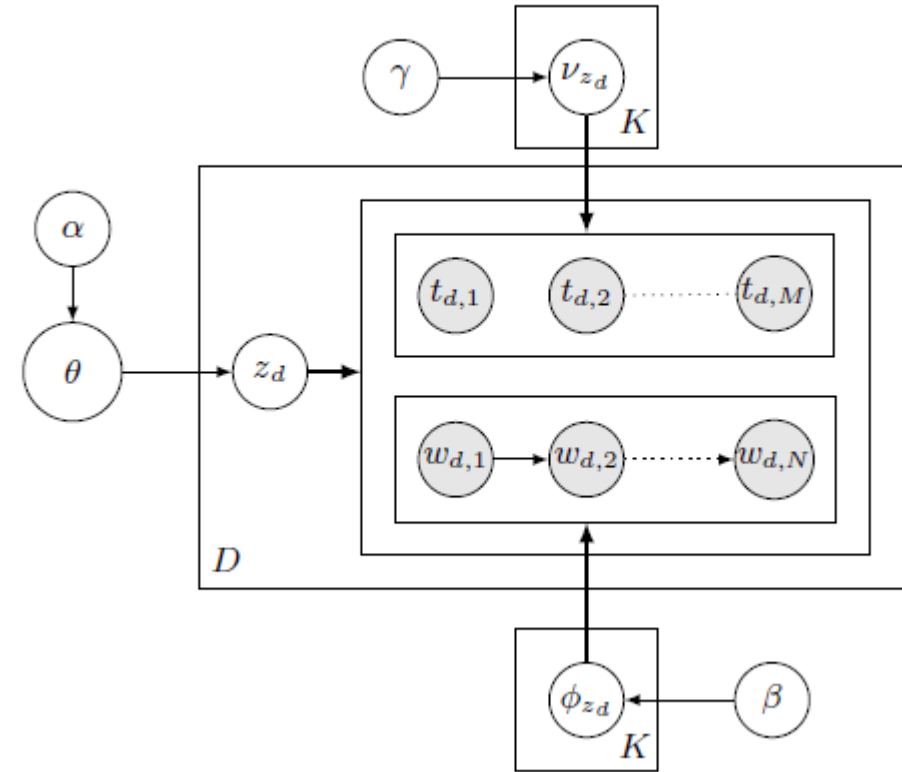 γ
ν_{z_d}
K
α
t_{d,1} t_{d,2} t_{d,M}
θ
z_d
w_{d,1} w_{d,2} w_{d,N}
D
ϕ_{z_d}
β
K